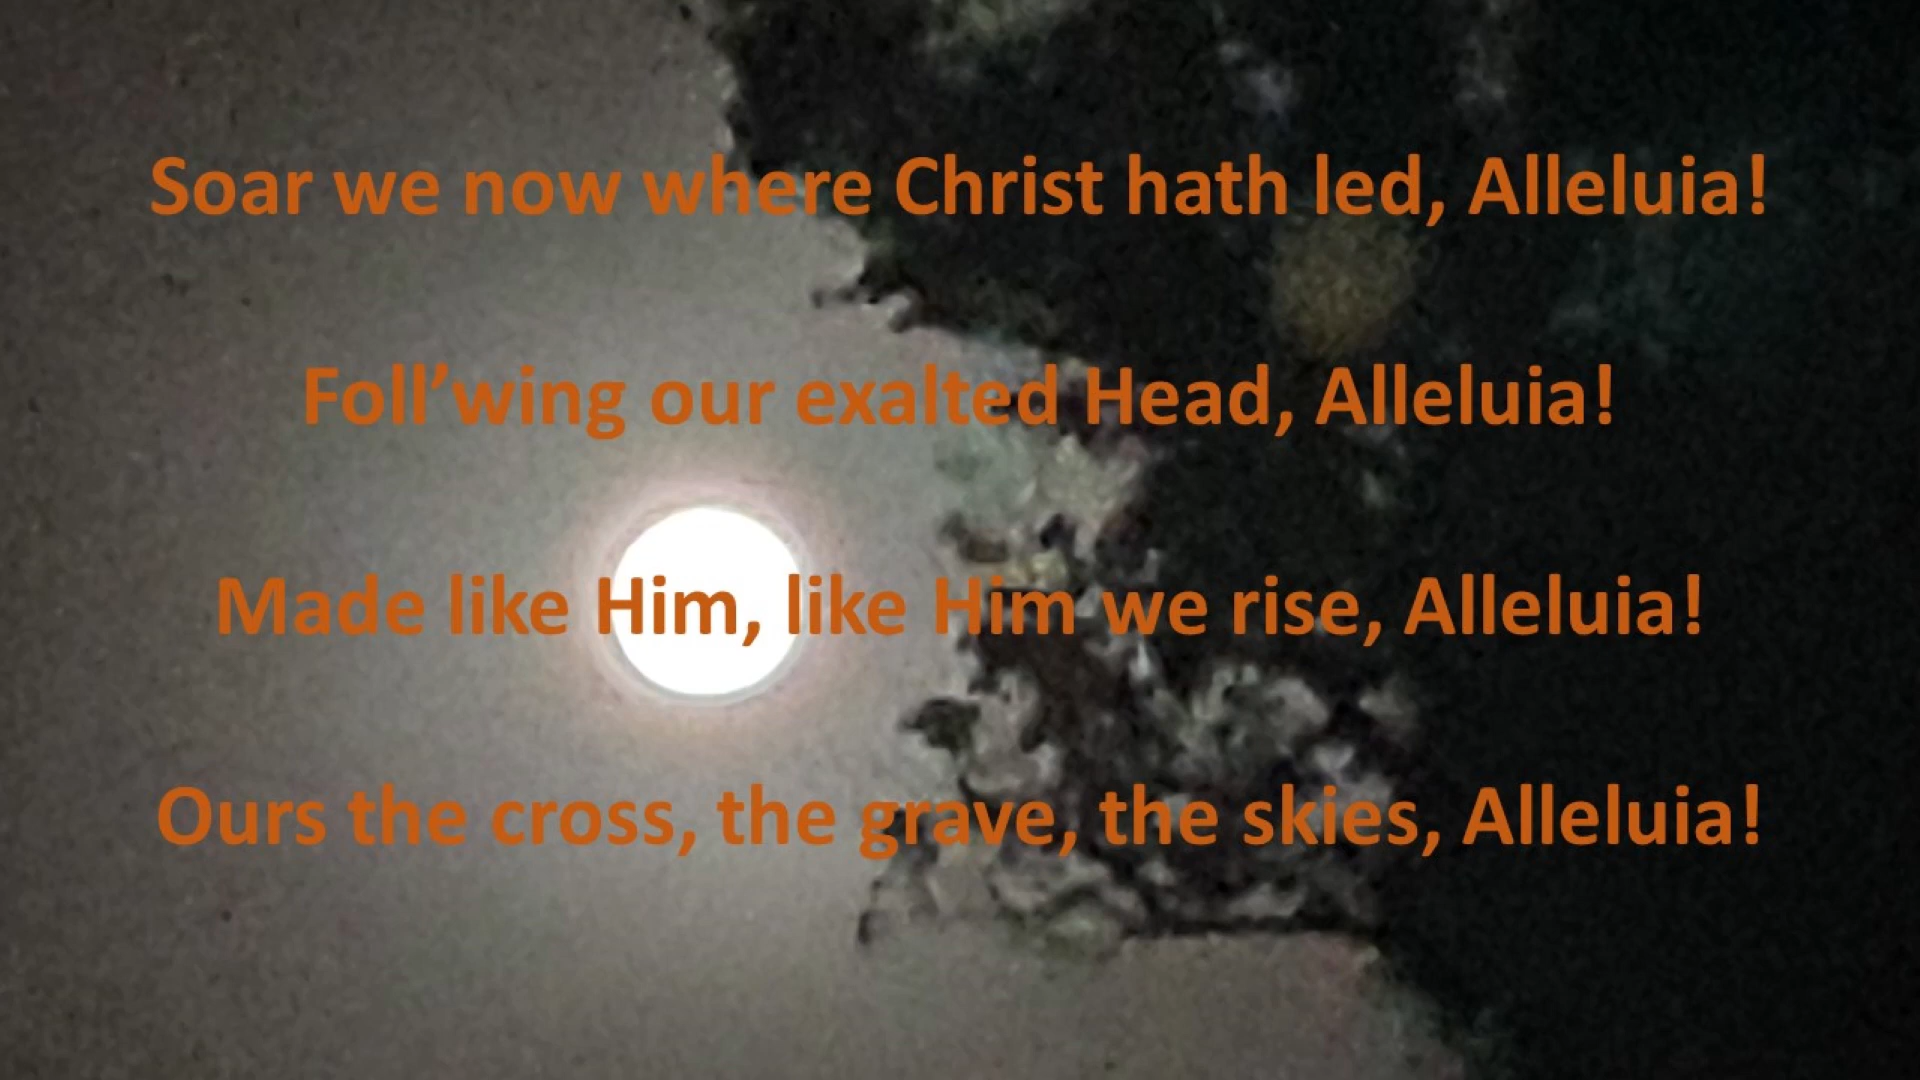 Soar we now where Christ hath led, Alleluia!
Foll’wing our exalted Head, Alleluia!
Made like Him, like Him we rise, Alleluia!
Ours the cross, the grave, the skies, Alleluia!